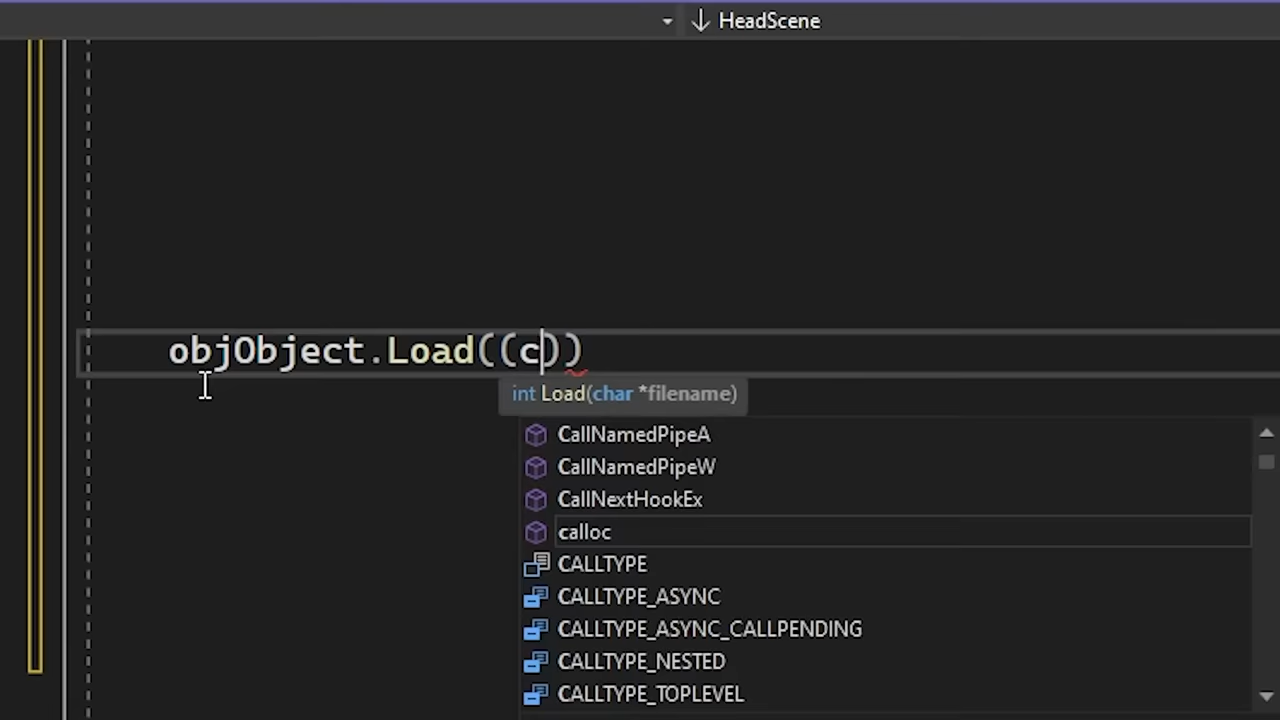 HeadScene
objObject.Load((c))
int Load(char *filename)
CallNamedPipeA
CallNamedPipeW
CallNextHookEx
calloc
CALLTYPE
CALLTYPE_ASYNC
CALLTYPE_ASYNC_CALLPENDING
CALLTYPE_NESTED
CALLTYPE_TOPLEVEL